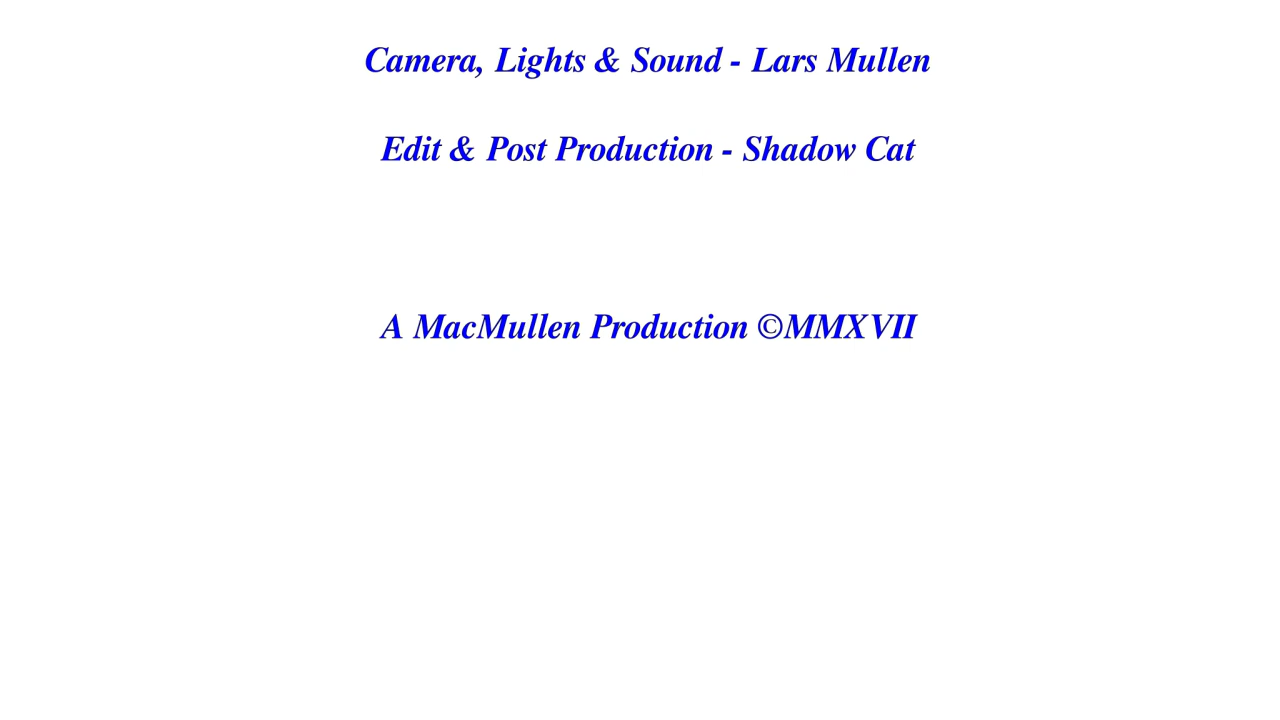 Camera, Lights & Sound - Lars Mullen
Edit & Post Production - Shadow Cat
A MacMullen Production ©MMXVII